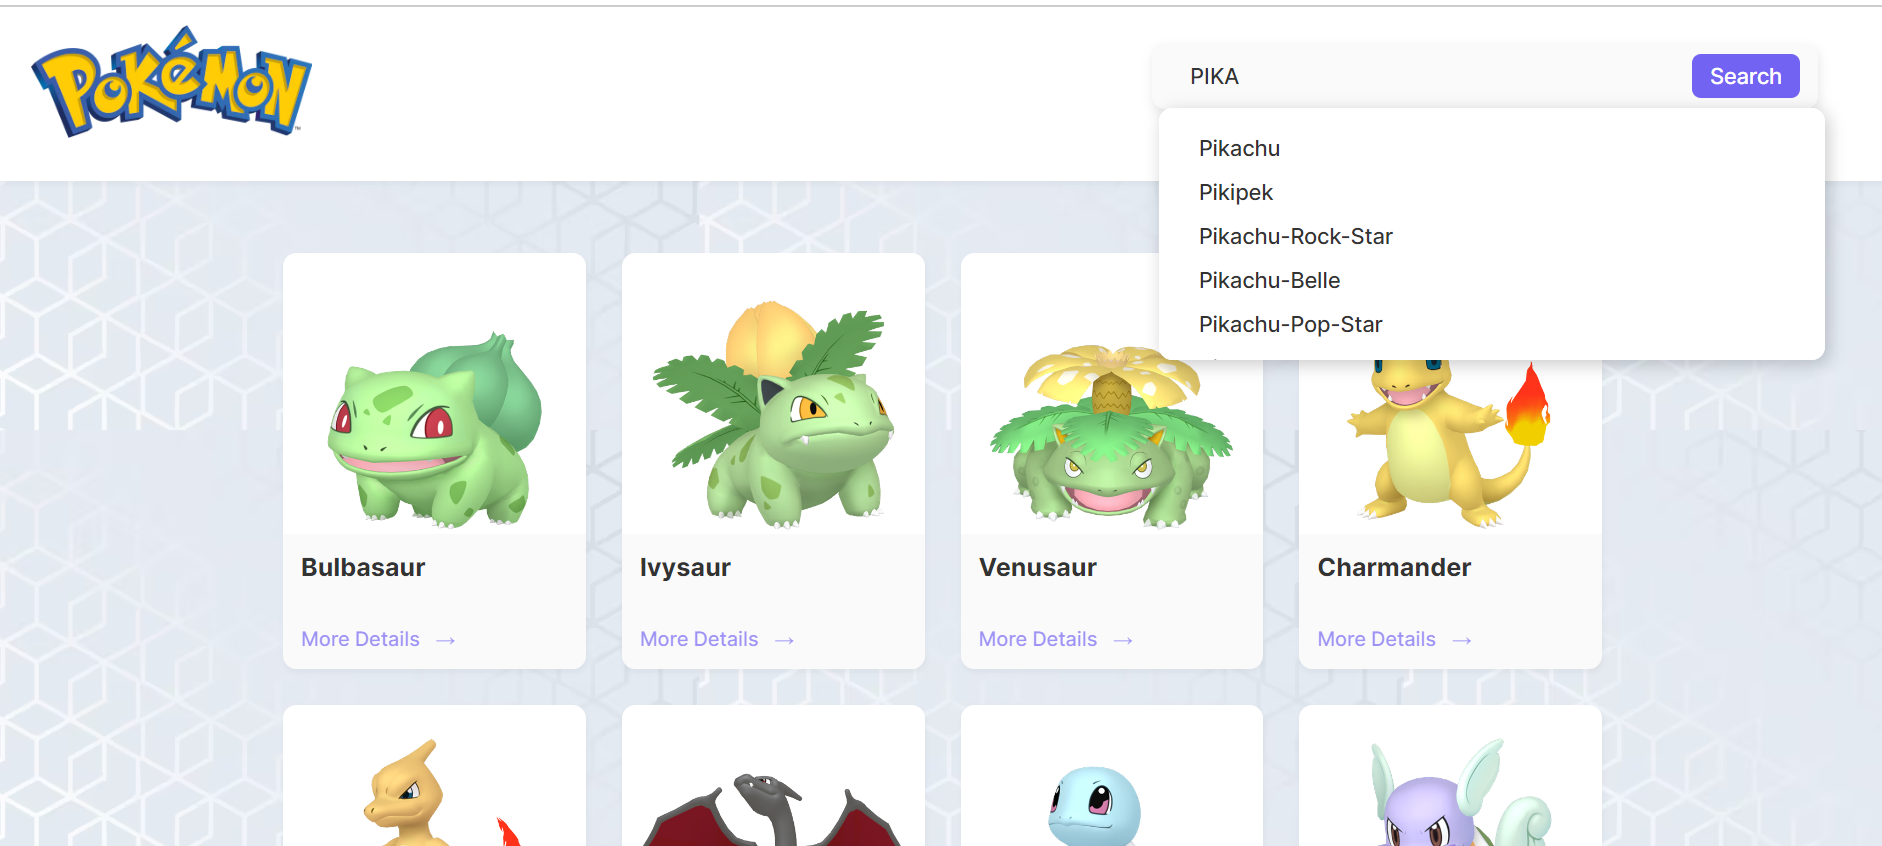 POKéMON
™
PIKA
Search
Pikachu
Pikipek
Pikachu-Rock-Star
Pikachu-Belle
Pikachu-Pop-Star
Bulbasaur
Ivysaur
Venusaur
Charmander
More Details →
More Details →
More Details →
More Details →